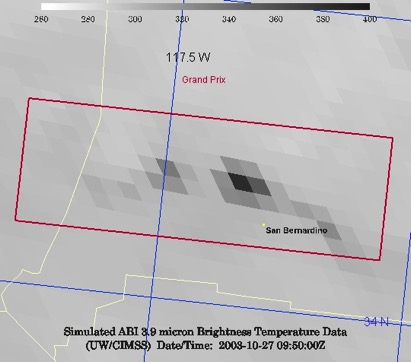 260 280 300 320 340 360 380 400
117.5 W
Grand Prix
San Bernardino
34 N
Simulated ABI 3.9 micron Brightness Temperature Data
(UW/CIMSS) Date/Time: 2003-10-27 09:50:00Z